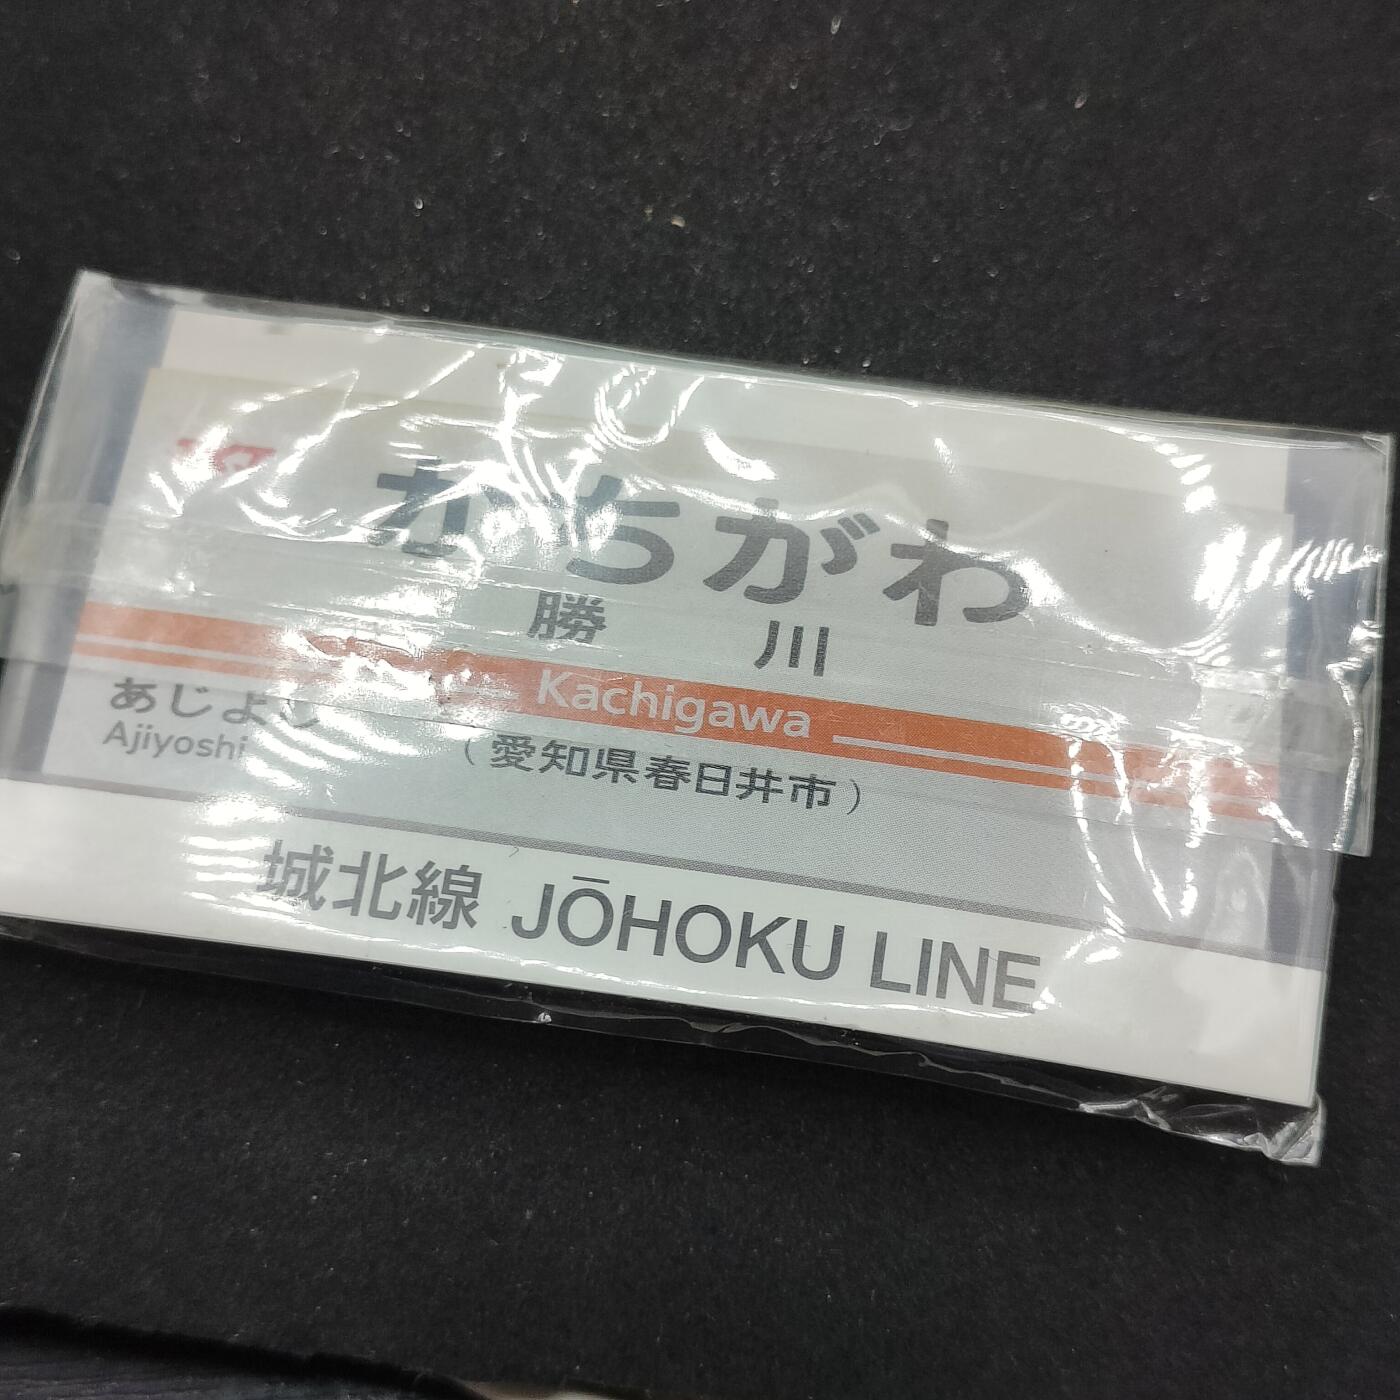 かちがわ
勝川
Kachigawa
あじよし
Ajiyoshi
(愛知県春日井市)
城北線 JŌHOKU LINE